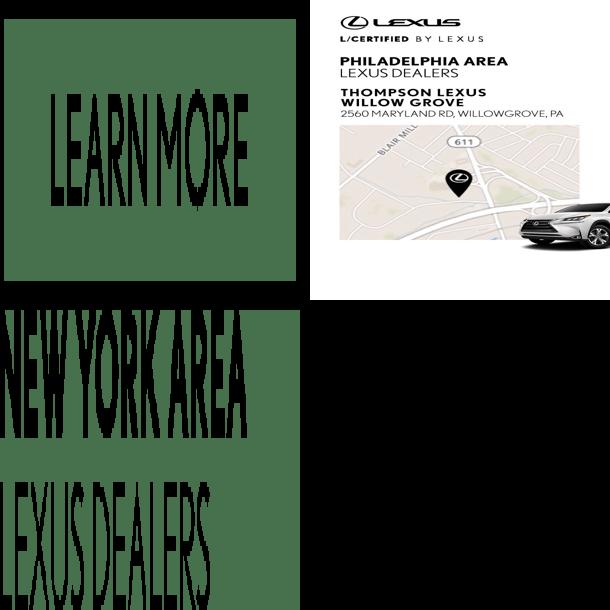 LEARN MORE
LEXUS
L/CERTIFIED BY LEXUS
PHILADELPHIA AREA
LEXUS DEALERS
THOMPSON LEXUS
WILLOW GROVE
2560 MARYLAND RD, WILLOWGROVE, PA
BLAIR MILL
611
NEW YORK AREA
LEXUS DEALERS